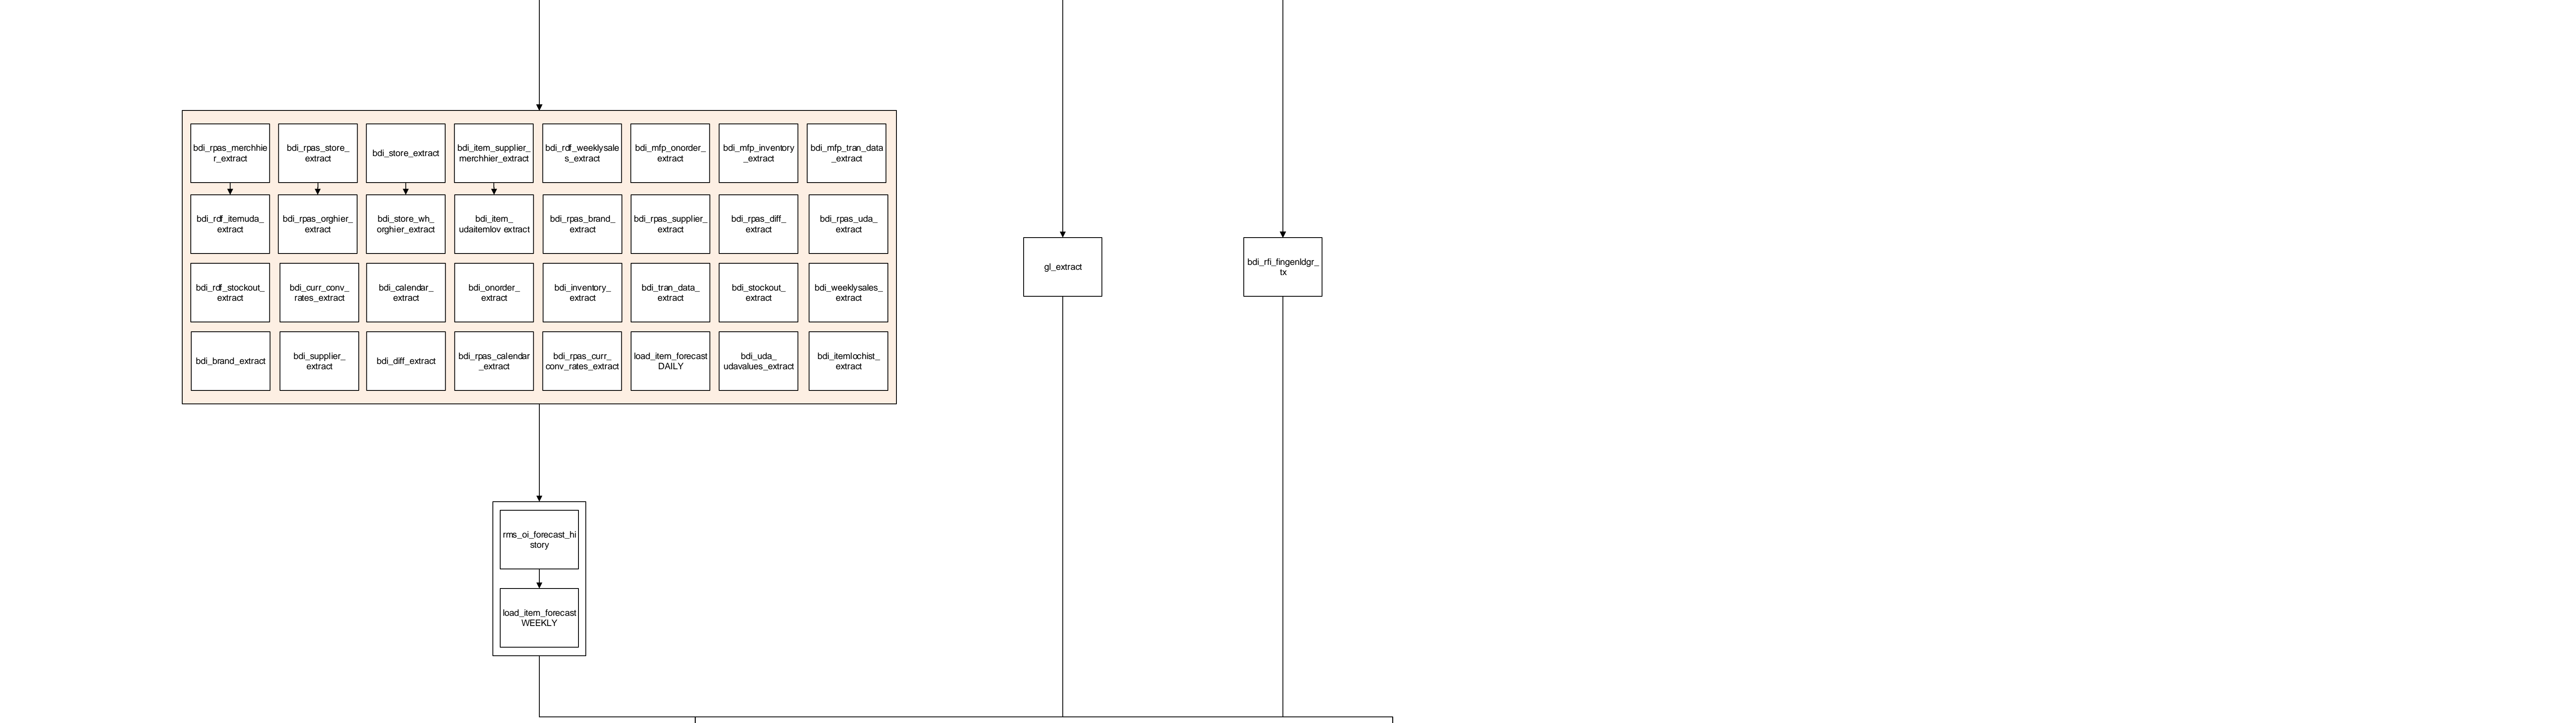 bdi_rpas_merchhie
r_extract
bdi_rpas_store_
extract
bdi_store_extract
bdi_item_supplier_
merchhier_extract
bdi_rdf_weeklysale
s_extract
bdi_mfp_onorder_
extract
bdi_mfp_inventory
_extract
bdi_mfp_tran_data
_extract
bdi_rdf_itemuda_
extract
bdi_rpas_orghier_
extract
bdi_store_wh_
orghier_extract
bdi_item_
udaitemlov extract
bdi_rpas_brand_
extract
bdi_rpas_supplier_
extract
bdi_rpas_diff_
extract
bdi_rpas_uda_
extract
gl_extract
bdi_rfi_fingenldgr_
tx
bdi_rdf_stockout_
extract
bdi_curr_conv_
rates_extract
bdi_calendar_
extract
bdi_onorder_
extract
bdi_inventory_
extract
bdi_tran_data_
extract
bdi_stockout_
extract
bdi_weeklysales_
extract
bdi_brand_extract
bdi_supplier_
extract
bdi_diff_extract
bdi_rpas_calendar
_extract
bdi_rpas_curr_
conv_rates_extract
load_item_forecast
DAILY
bdi_uda_
udavalues_extract
bdi_itemlochist_
extract
rms_oi_forecast_hi
story
load_item_forecast
WEEKLY